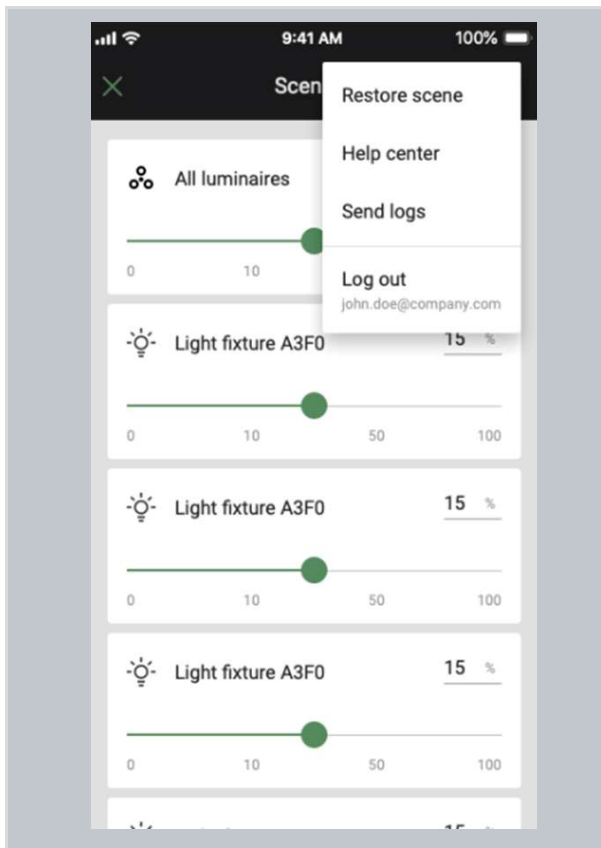 9:41 AM 100%
Scen
Restore scene
Help center
Send logs
Log out
john.doe@company.com
All luminaires
0 10
Light fixture A3F0 15 %
0 10 50 100
Light fixture A3F0 15 %
0 10 50 100
Light fixture A3F0 15 %
0 10 50 100